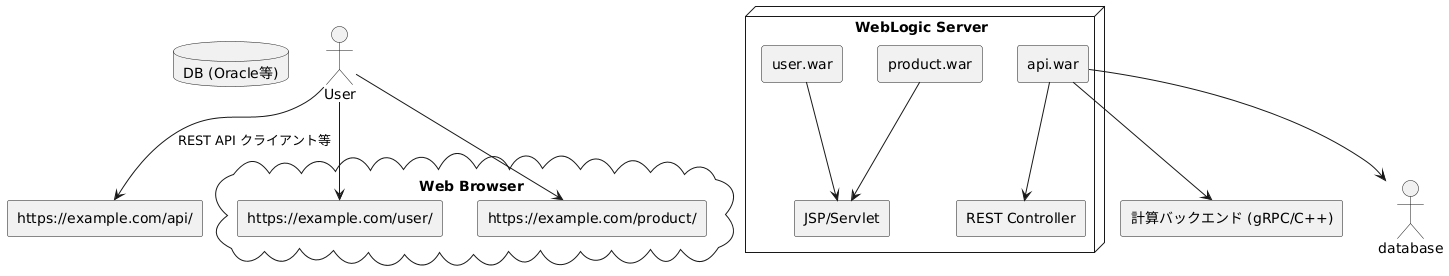 WebLogic Server
user.war
product.war
api.war
DB (Oracle等)
User
REST API クライアント等
Web Browser
https://example.com/api/
https://example.com/user/
https://example.com/product/
JSP/Servlet
REST Controller
計算バックエンド (gRPC/C++)
database